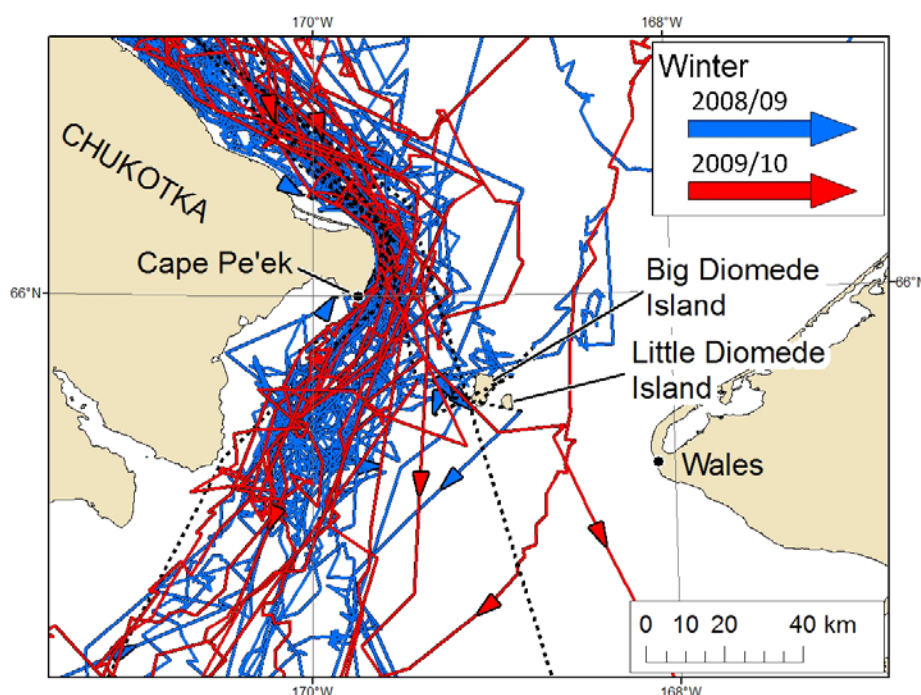 170°W
168°W
Winter
2008/09
2009/10
CHUKOTKA
Cape Pe'ek
66°N
66°N
Big Diomede
Island
Little Diomede
Island
Wales
0 10 20 40 km
170°W
168°W